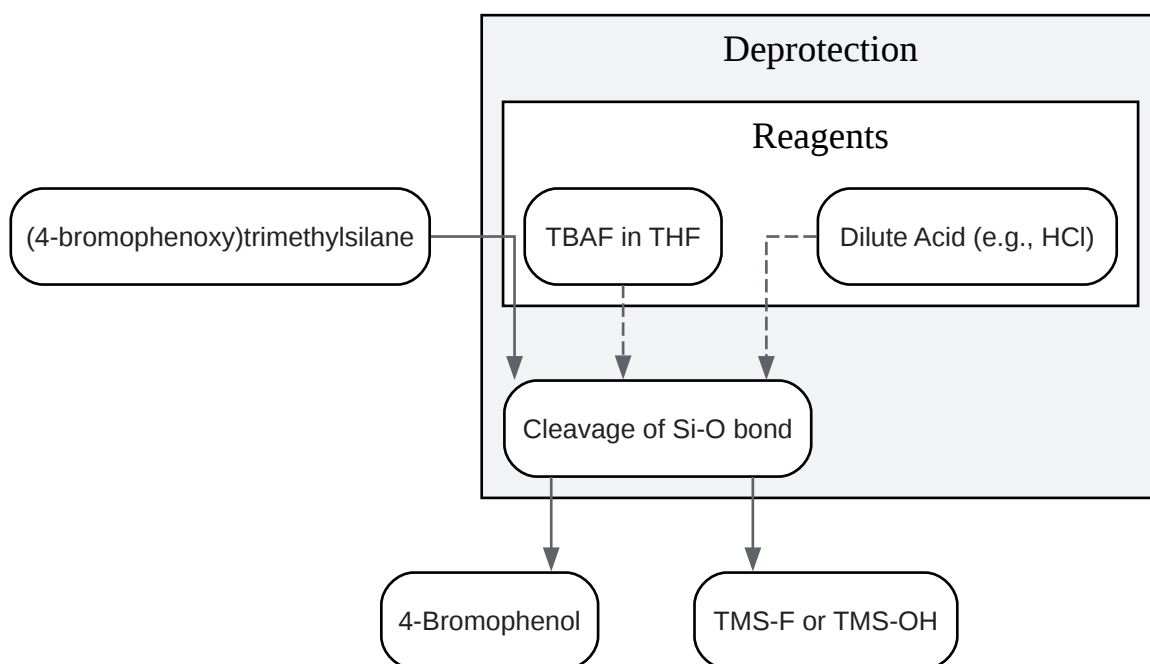 Deprotection
Reagents
(4-bromophenoxy)trimethylsilane
TBAF in THF
Dilute Acid (e.g., HCl)
Cleavage of Si-O bond
4-Bromophenol
TMS-F or TMS-OH